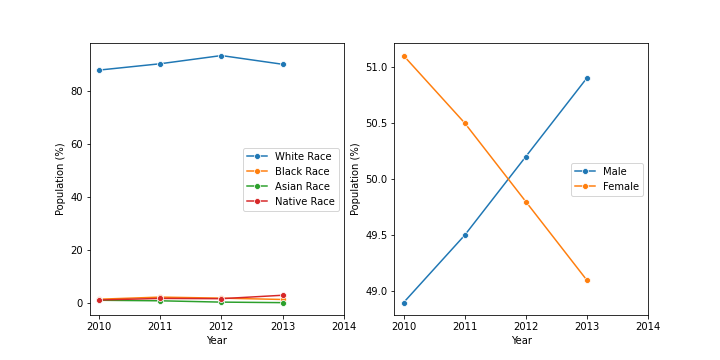 80
60
40
20
0
Population (%)
2010 2011 2012 2013 2014
Year
White Race
Black Race
Asian Race
Native Race
51.0
50.5
50.0
49.5
49.0
Population (%)
2010 2011 2012 2013 2014
Year
Male
Female